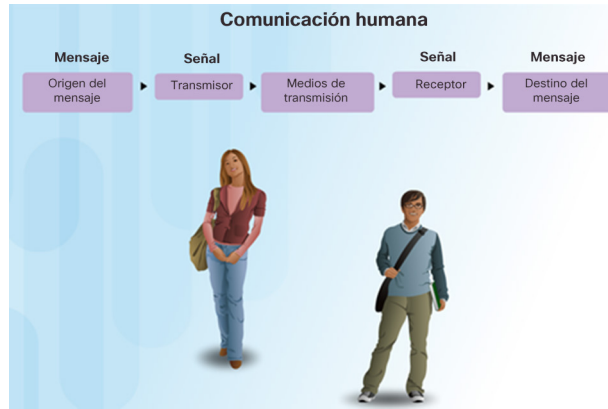 Comunicación humana
Mensaje
Señal
Señal
Mensaje
Origen del
mensaje
Transmisor
Medios de
transmisión
Receptor
Destino del
mensaje